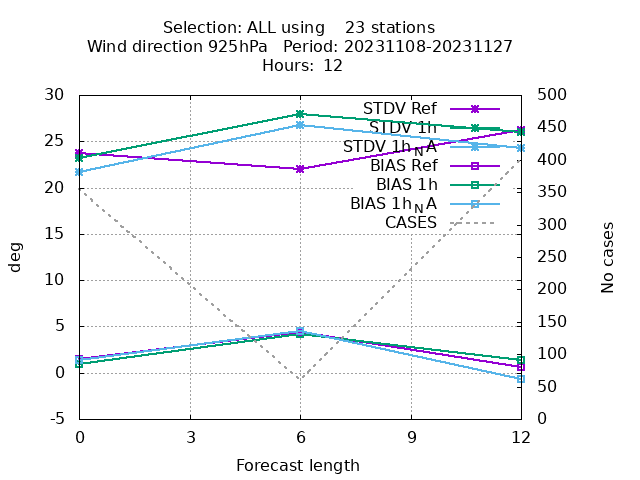 Selection: ALL using    23 stations
Wind direction 925hPa   Period: 20231108-20231127
Hours: 12
STDV Ref
STDV 1h
STDV 1h_NA
BIAS Ref
BIAS 1h
BIAS 1h_NA
CASES
30
25
20
15
10
5
0
-5
deg
500
450
400
350
300
250
200
150
100
50
0
No cases
0 3 6 9 12
Forecast length